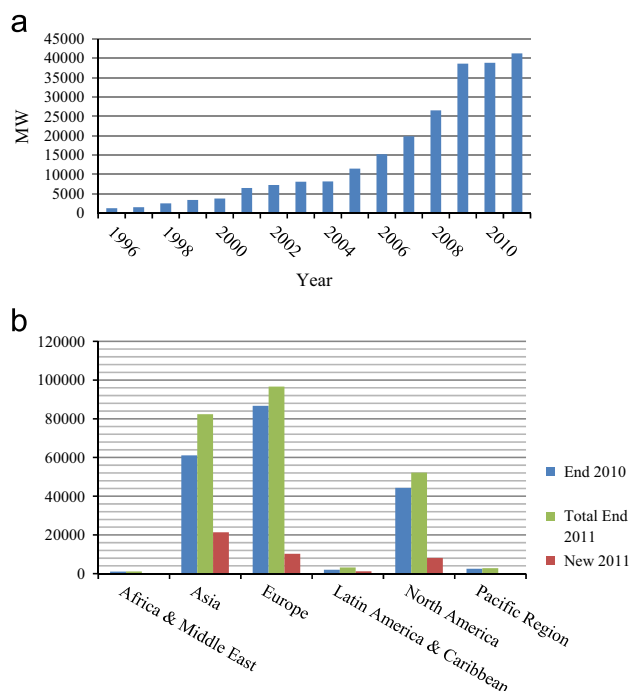 a
45000
40000
35000
30000
25000
20000
15000
10000
5000
0
MW
1996
1998
2000
2002
2004
2006
2008
2010
Year
b
120000
100000
80000
60000
40000
20000
0
Africa & Middle East
Asia
Europe
Latin America & Caribbean
North America
Pacific Region
End 2010
Total End
2011
New 2011